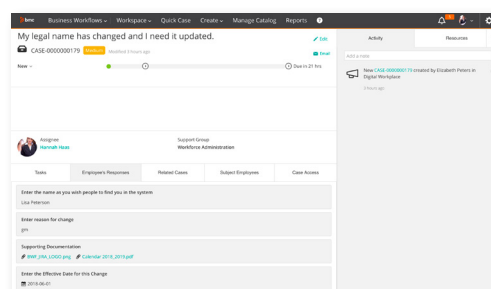 bmc Business Workflows Workspace Quick Case Create Manage Catalog Reports
My legal name has changed and I need it updated.
Edit
CASE-0000000179 Medium Modified 3 hours ago
Email
New
Due in 21 hrs
Assignee
Hannah Haas
Support Group
Workforce Administration
Tasks Employee's Responses Related Cases Subject Employees Case Access
Enter the name as you wish people to find you in the system
Lisa Peterson
Enter reason for change
gm
Supporting Documentation
BWF_JIRA_LOGO.png Calendar 2018_2019.pdf
Enter the Effective Date for this Change
2018-06-01
Activity Resources
Add a note
New CASE-0000000179 created by Elizabeth Peters in
Digital Workplace